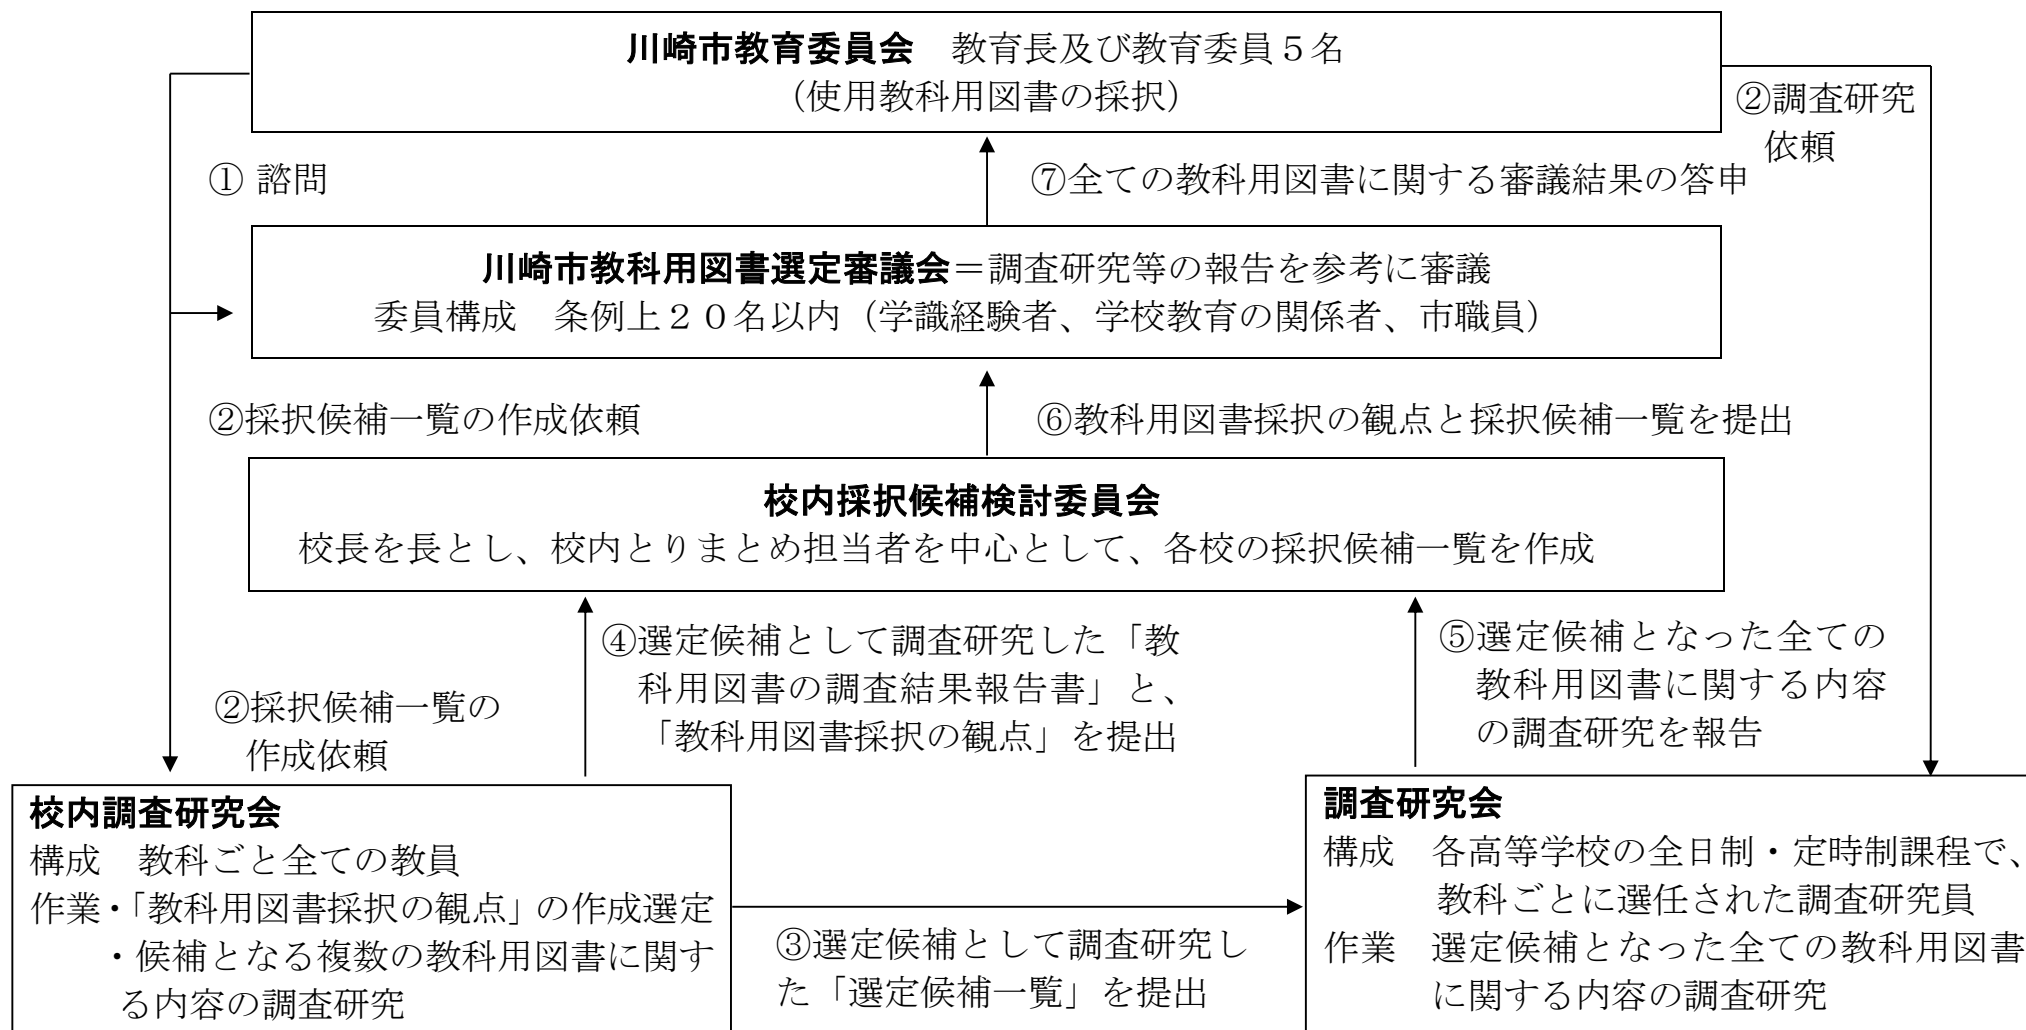 川崎市教育委員会　教育長及び教育委員５名
（使用教科用図書の採択）
②調査研究
依頼
① 諮問
⑦全ての教科用図書に関する審議結果の答申
川崎市教科用図書選定審議会＝調査研究等の報告を参考に審議
委員構成　条例上２０名以内（学識経験者、学校教育の関係者、市職員）
②採択候補一覧の作成依頼
⑥教科用図書採択の観点と採択候補一覧を提出
校内採択候補検討委員会
校長を長とし、校内とりまとめ担当者を中心として、各校の採択候補一覧を作成
④選定候補として調査研究した「教
科用図書の調査結果報告書」と、
「教科用図書採択の観点」を提出
⑤選定候補となった全ての
教科用図書に関する内容
の調査研究を報告
②採択候補一覧の
作成依頼
校内調査研究会
構成　教科ごと全ての教員
作業・「教科用図書採択の観点」の作成選定
・候補となる複数の教科用図書に関す
る内容の調査研究
③選定候補として調査研究し
た「選定候補一覧」を提出
調査研究会
構成　各高等学校の全日制・定時制課程で、
教科ごとに選任された調査研究員
作業　選定候補となった全ての教科用図書
に関する内容の調査研究